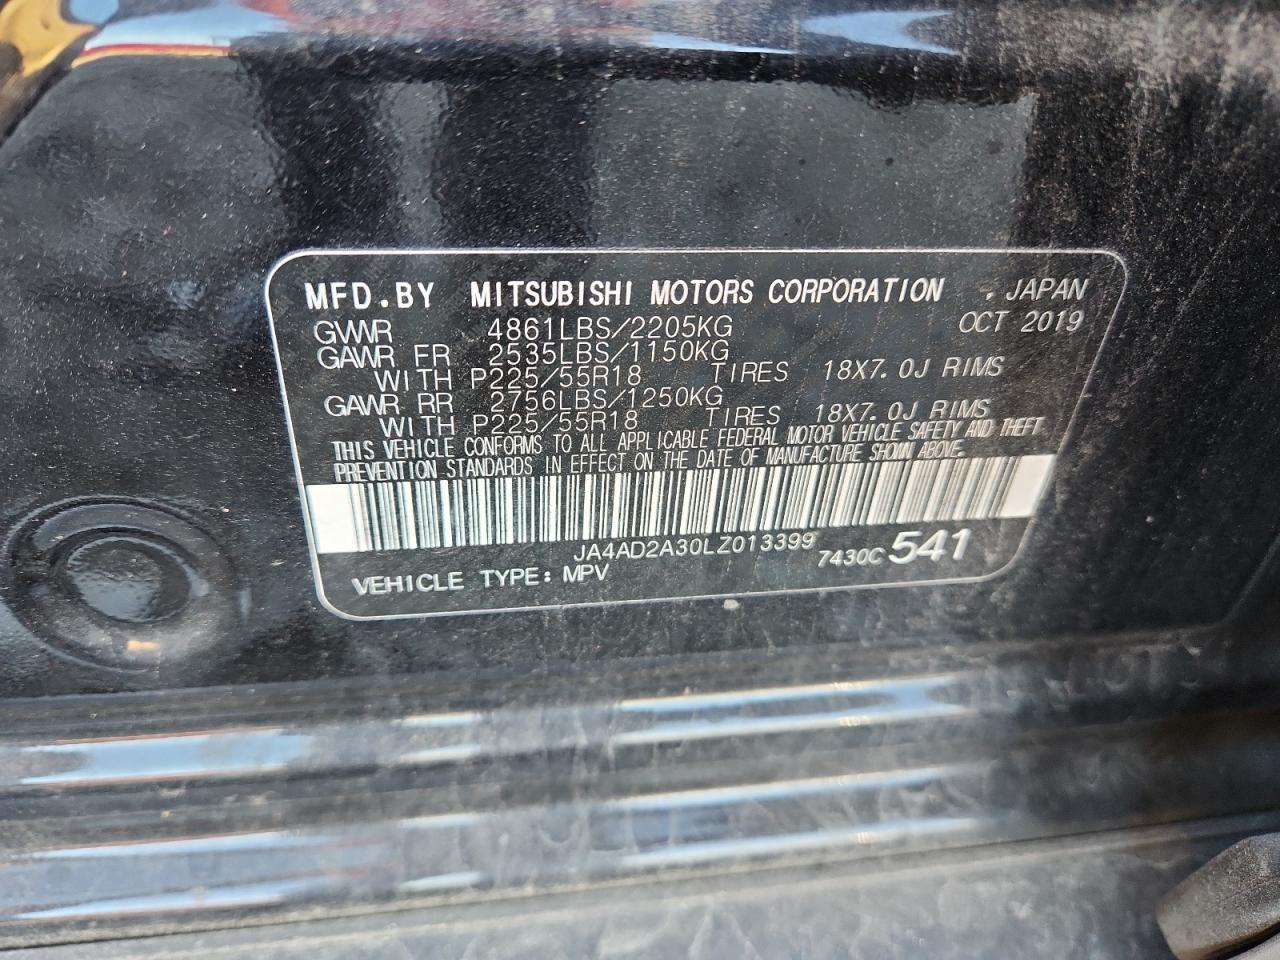 MFD.BY MITSUBISHI MOTORS CORPORATION . JAPAN
GVWR 4861LBS/2205KG OCT 2019
GAWR FR 2535LBS/1150KG
WITH P225/55R18 TIRES 18X7.0J RIMS
GAWR RR 2756LBS/1250KG
WITH P225/55R18 TIRES 18X7.0J RIMS
THIS VEHICLE CONFORMS TO ALL APPLICABLE FEDERAL MOTOR VEHICLE SAFETY AND THEFT
PREVENTION STANDARDS IN EFFECT ON THE DATE OF MANUFACTURE SHOWN ABOVE.
JA4AD2A30LZ013399
7430C 541
VEHICLE TYPE: MPV